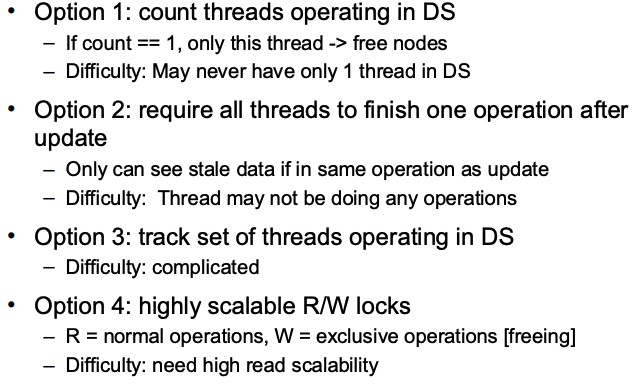 • Option 1: count threads operating in DS
– If count == 1, only this thread -> free nodes
– Difficulty: May never have only 1 thread in DS
• Option 2: require all threads to finish one operation after
update
– Only can see stale data if in same operation as update
– Difficulty:  Thread may not be doing any operations
• Option 3: track set of threads operating in DS
– Difficulty: complicated
• Option 4: highly scalable R/W locks
– R = normal operations, W = exclusive operations [freeing]
– Difficulty: need high read scalability